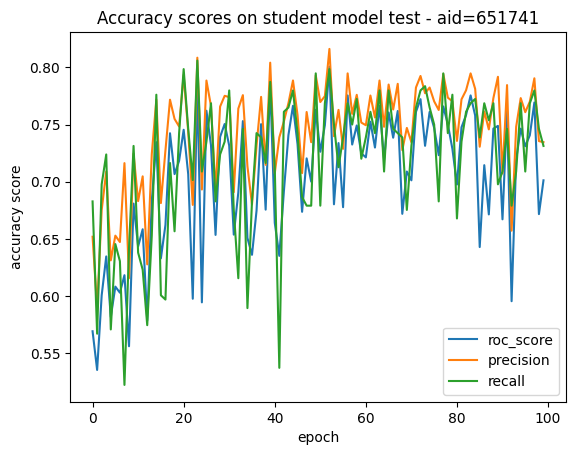 Accuracy scores on student model test - aid=651741
accuracy score
0.80
0.75
0.70
0.65
0.60
0.55
0
20
40
60
80
100
epoch
roc_score
precision
recall